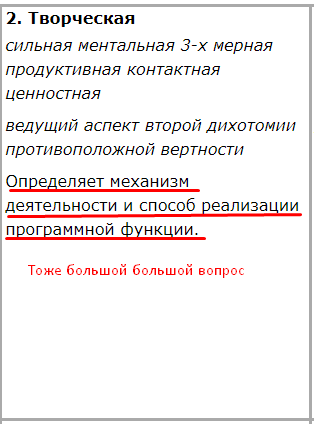 2. Творческая
сильная ментальная 3-х мерная
продуктивная контактная
ценностная
ведущий аспект второй дихотомии
противоположной вертности
Определяет механизм
деятельности и способ реализации
программной функции.
Тоже большой большой вопрос